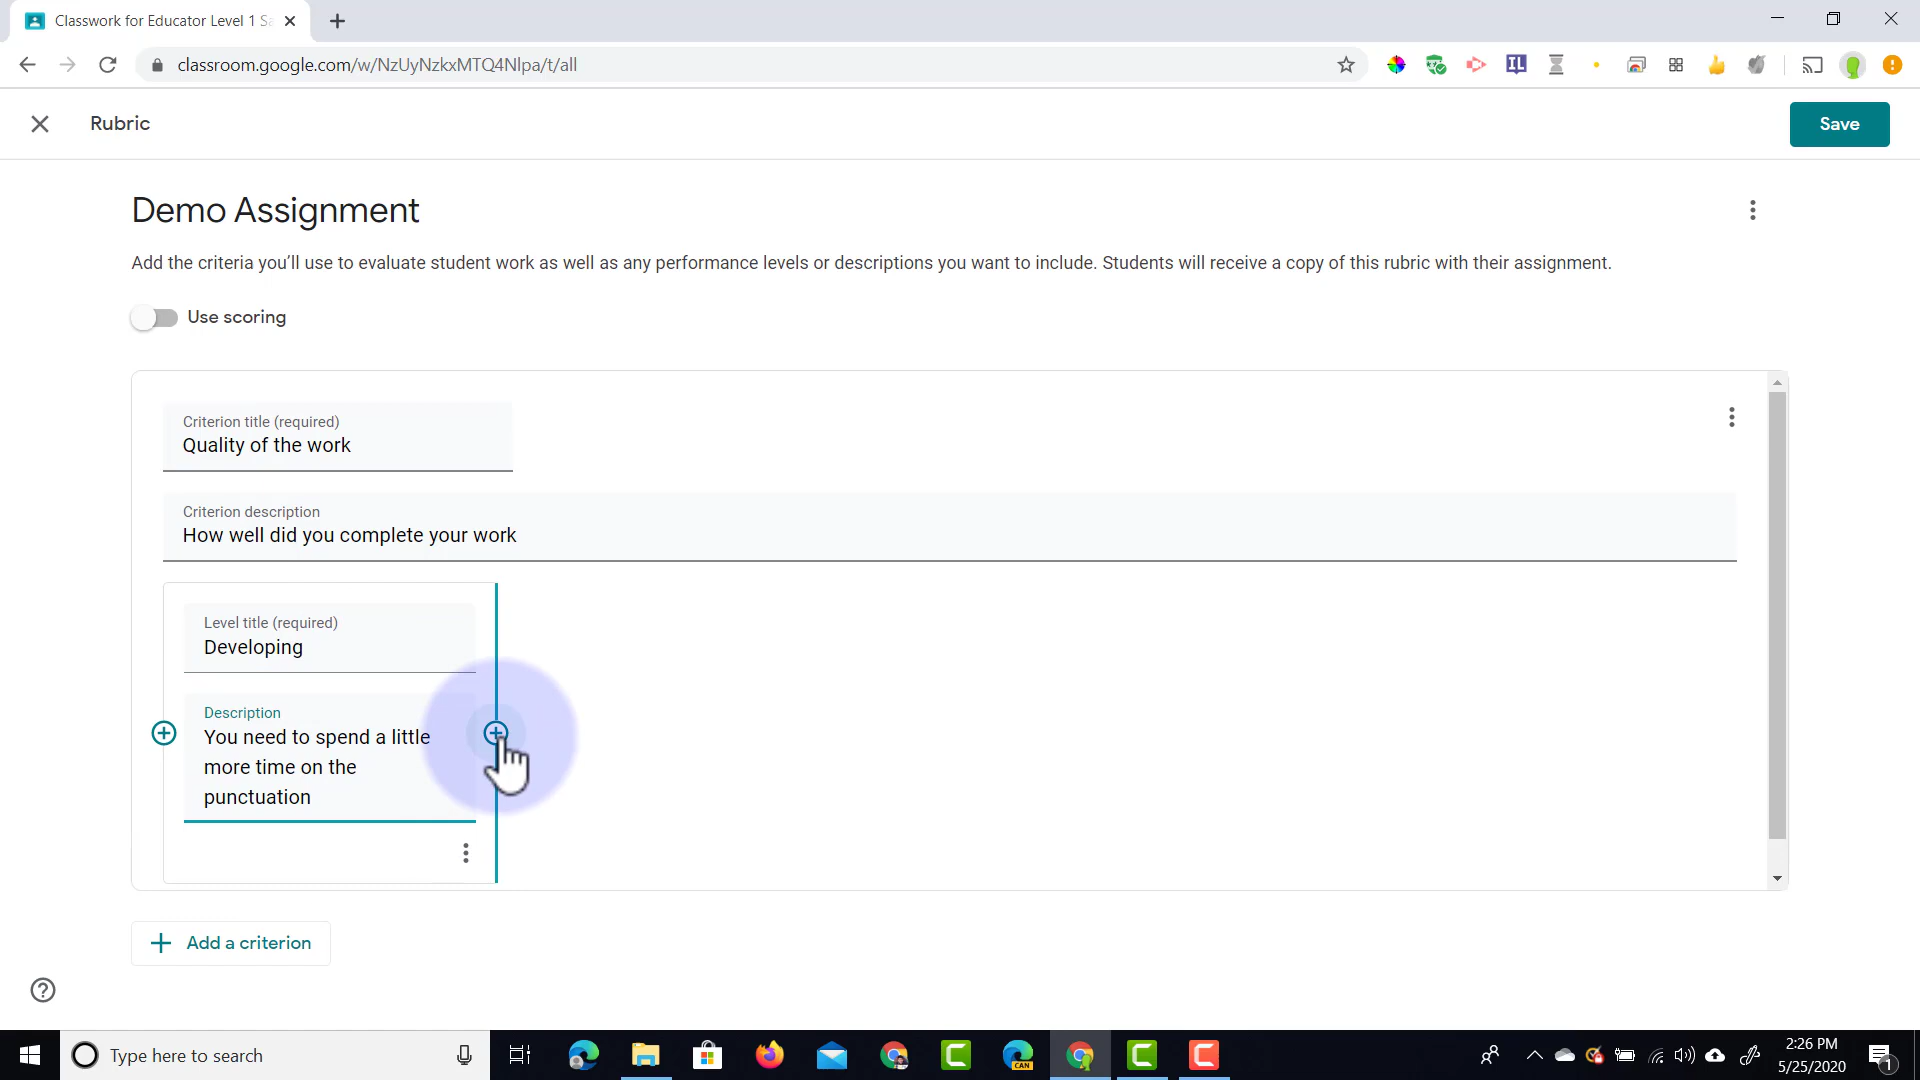 Classwork for Educator Level 1 Sa
classroom.google.com/w/NzUyNzkxMTQ4Nlpa/t/all
IL
Rubric
Save
Demo Assignment
Add the criteria you'll use to evaluate student work as well as any performance levels or descriptions you want to include. Students will receive a copy of this rubric with their assignment.
Use scoring
Criterion title (required)
Quality of the work
Criterion description
How well did you complete your work
Level title (required)
Developing
Description
You need to spend a little
more time on the
punctuation
Add a criterion
Type here to search
CAN
2:26 PM
5/25/2020
1